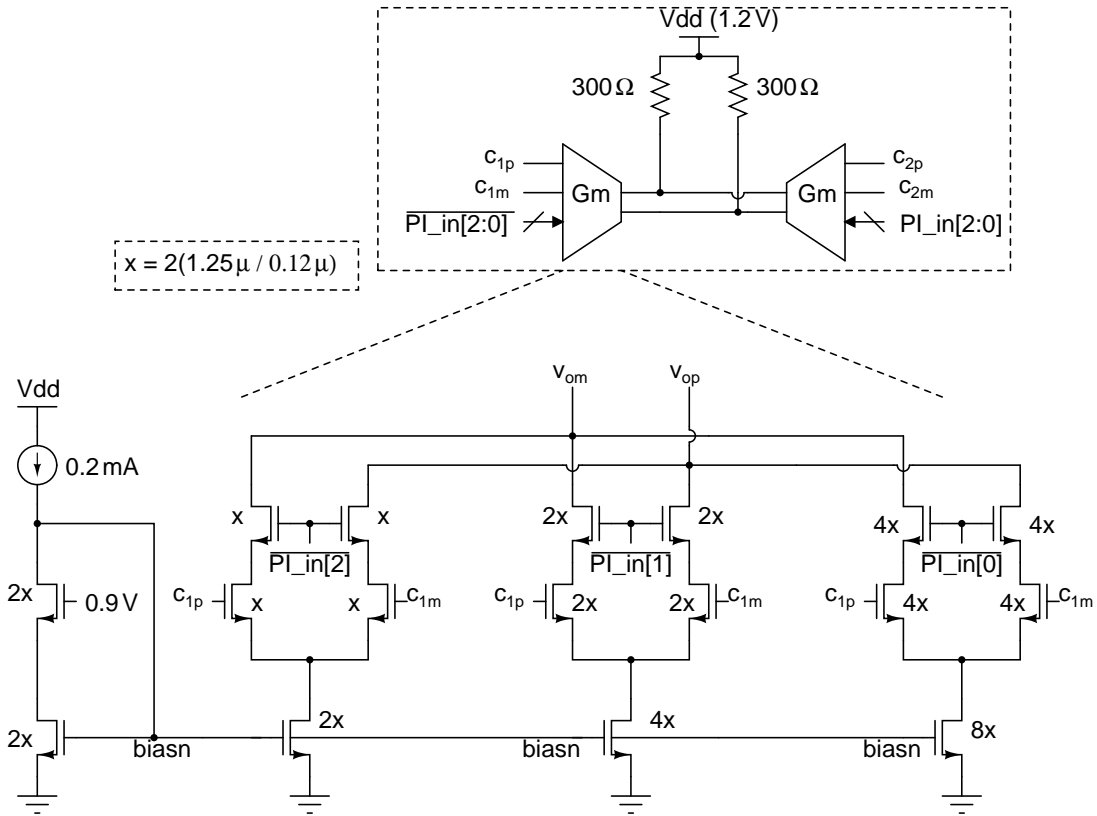 Vdd (1.2 V)
300 Ω 300 Ω
c1p Gm Gm c2p
c1m c2m
PI_in[2:0] PI_in[2:0]
x = 2(1.25 μ / 0.12 μ)
vom vop
Vdd
0.2 mA
x x 2x 2x 4x 4x
PI_in[2] PI_in[1] PI_in[0]
2x 0.9 V c1p x x c1m c1p 2x 2x c1m c1p 4x 4x c1m
2x biasn 2x biasn 4x biasn 8x